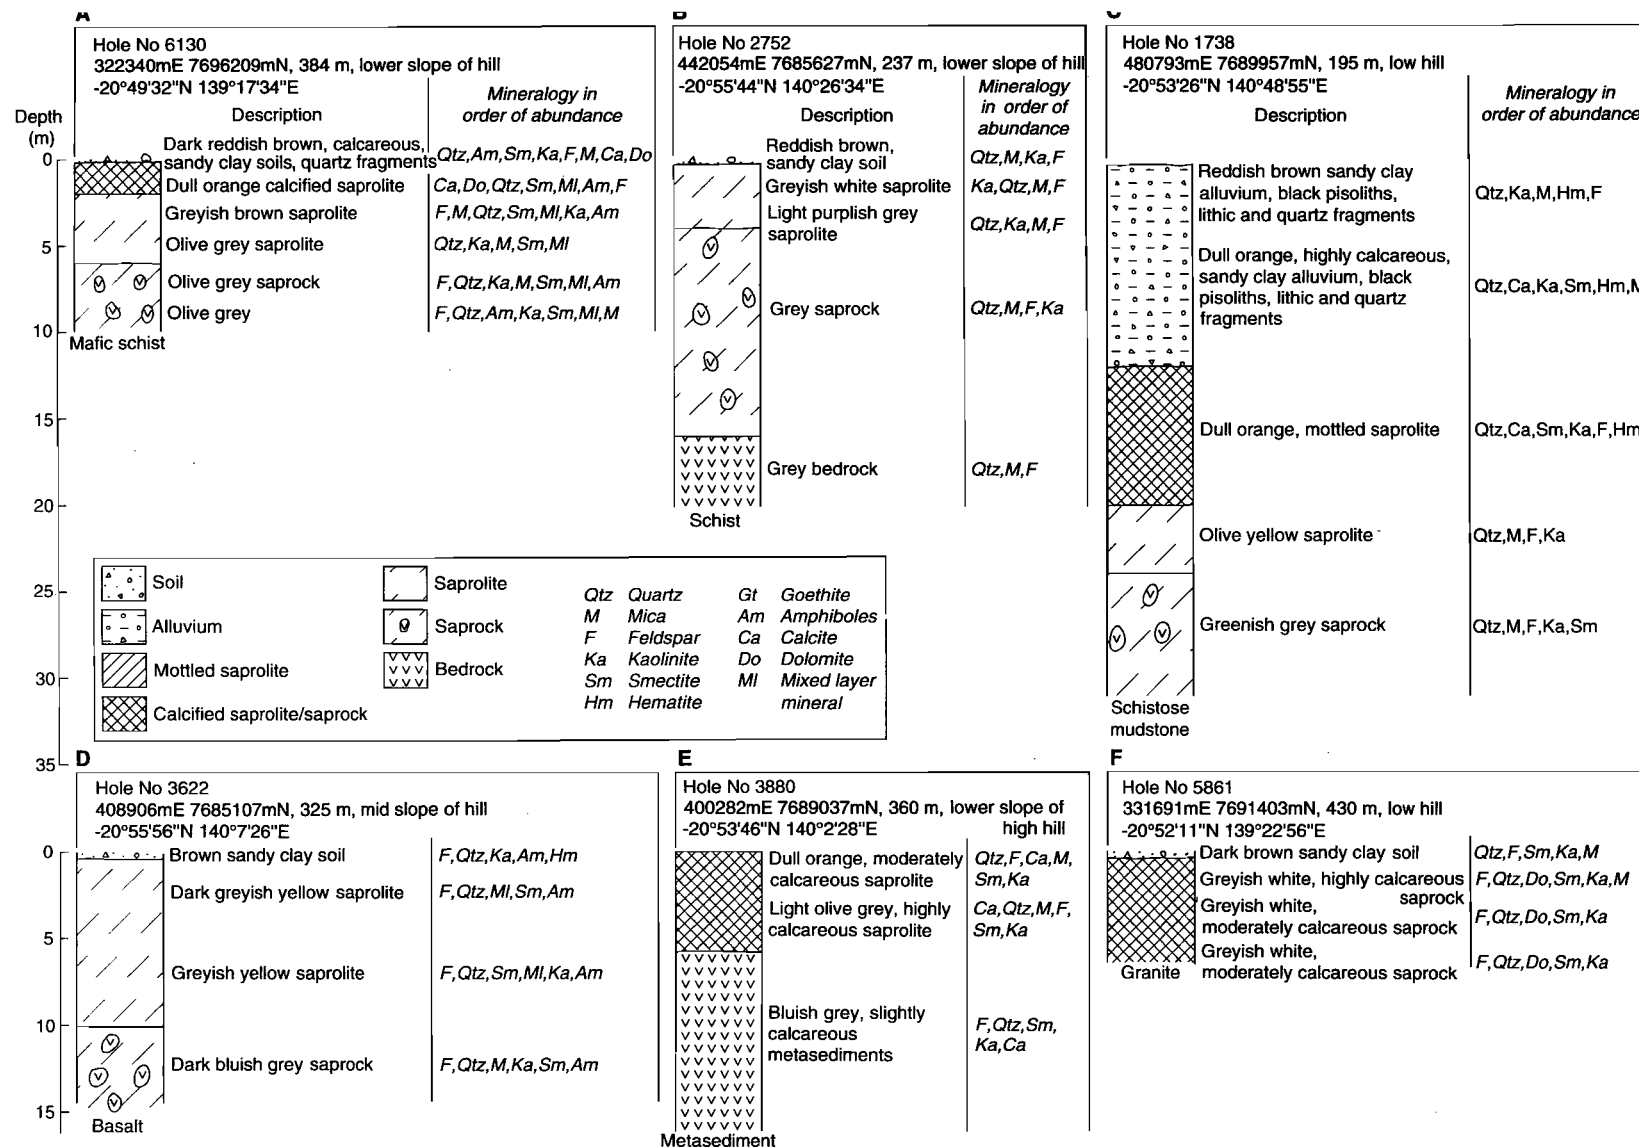 A
Hole No 6130
322340mE 7696209mN, 384 m, lower slope of hill
-20°49'32"N 139°17'34"E
Description
Mineralogy in
order of abundance
Depth
(m)
0
5
10
15
20
25
30
35
Dark reddish brown, calcareous,
sandy clay soils, quartz fragments
Qtz,Am,Sm,Ka,F,M,Ca,Do
Dull orange calcified saprolite
Ca,Do,Qtz,Sm,Ml,Am,F
Greyish brown saprolite
F,M,Qtz,Sm,Ml,Ka,Am
Olive grey saprolite
Qtz,Ka,M,Sm,Ml
Olive grey saprock
F,Qtz,Ka,M,Sm,Ml,Am
Olive grey
F,Qtz,Am,Ka,Sm,Ml,M
Mafic schist
B
Hole No 2752
442054mE 7685627mN, 237 m, lower slope of hill
-20°55'44"N 140°26'34"E
Description
Mineralogy
in order of
abundance
Reddish brown,
sandy clay soil
Qtz,M,Ka,F
Greyish white saprolite
Ka,Qtz,M,F
Light purplish grey
saprolite
Qtz,Ka,M,F
Grey saprock
Qtz,M,F,Ka
Grey bedrock
Qtz,M,F
Schist
C
Hole No 1738
480793mE 7689957mN, 195 m, low hill
-20°53'26"N 140°48'55"E
Description
Mineralogy in
order of abundance
Reddish brown sandy clay
alluvium, black pisoliths,
lithic and quartz fragments
Qtz,Ka,M,Hm,F
Dull orange, highly calcareous,
sandy clay alluvium, black
pisoliths, lithic and quartz
fragments
Qtz,Ca,Ka,Sm,Hm,M
Dull orange, mottled saprolite
Qtz,Ca,Sm,Ka,F,Hm
Olive yellow saprolite
Qtz,M,F,Ka
Greenish grey saprock
Qtz,M,F,Ka,Sm
Schistose
mudstone
Soil
Alluvium
Mottled saprolite
Calcified saprolite/saprock
Saprolite
Saprock
Bedrock
Qtz Quartz
M Mica
F Feldspar
Ka Kaolinite
Sm Smectite
Hm Hematite
Gt Goethite
Am Amphiboles
Ca Calcite
Do Dolomite
Ml Mixed layer
mineral
D
Hole No 3622
408906mE 7685107mN, 325 m, mid slope of hill
-20°55'56"N 140°7'26"E
0
5
10
15
Brown sandy clay soil
F,Qtz,Ka,Am,Hm
Dark greyish yellow saprolite
F,Qtz,Ml,Sm,Am
Greyish yellow saprolite
F,Qtz,Sm,Ml,Ka,Am
Dark bluish grey saprock
F,Qtz,M,Ka,Sm,Am
Basalt
E
Hole No 3880
400282mE 7689037mN, 360 m, lower slope of
high hill
-20°53'46"N 140°2'28"E
Dull orange, moderately
calcareous saprolite
Qtz,F,Ca,M,
Sm,Ka
Light olive grey, highly
calcareous saprolite
Ca,Qtz,M,F,
Sm,Ka
Bluish grey, slightly
calcareous
metasediments
F,Qtz,Sm,
Ka,Ca
Metasediment
F
Hole No 5861
331691mE 7691403mN, 430 m, low hill
-20°52'11"N 139°22'56"E
Dark brown sandy clay soil
Qtz,F,Sm,Ka,M
Greyish white, highly calcareous
saprock
F,Qtz,Do,Sm,Ka,M
Greyish white,
moderately calcareous saprock
F,Qtz,Do,Sm,Ka
Greyish white,
moderately calcareous saprock
F,Qtz,Do,Sm,Ka
Granite